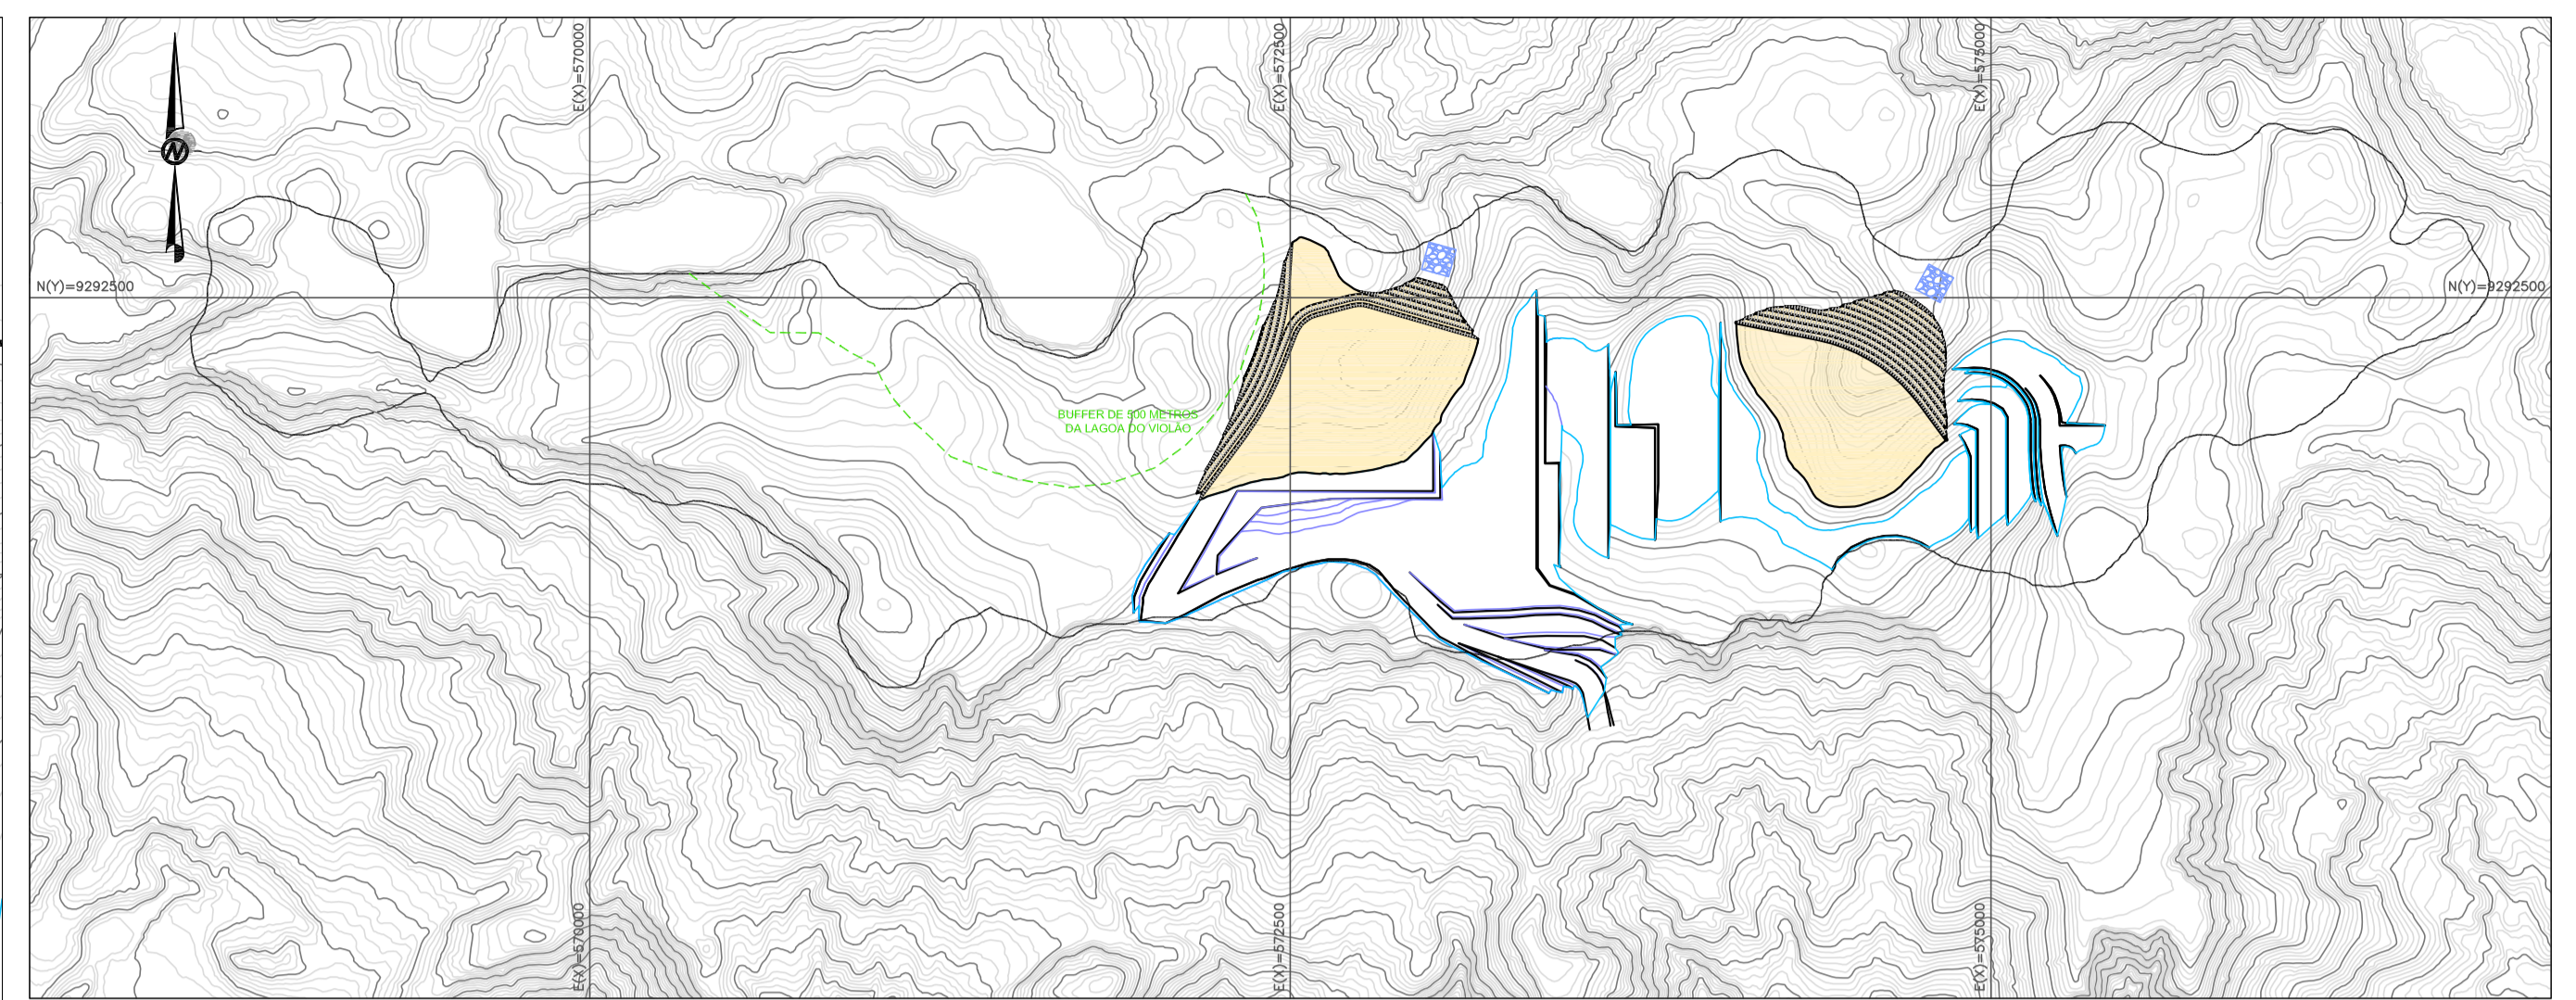 E(X)=570000
E(X)=572500
E(X)=575000
N
N(Y)=9292500
N(Y)=9292500
BUFFER DE 500 METROS
DA LAGOA DO VIOLÃO
E(X)=570000
E(X)=572500
E(X)=575000